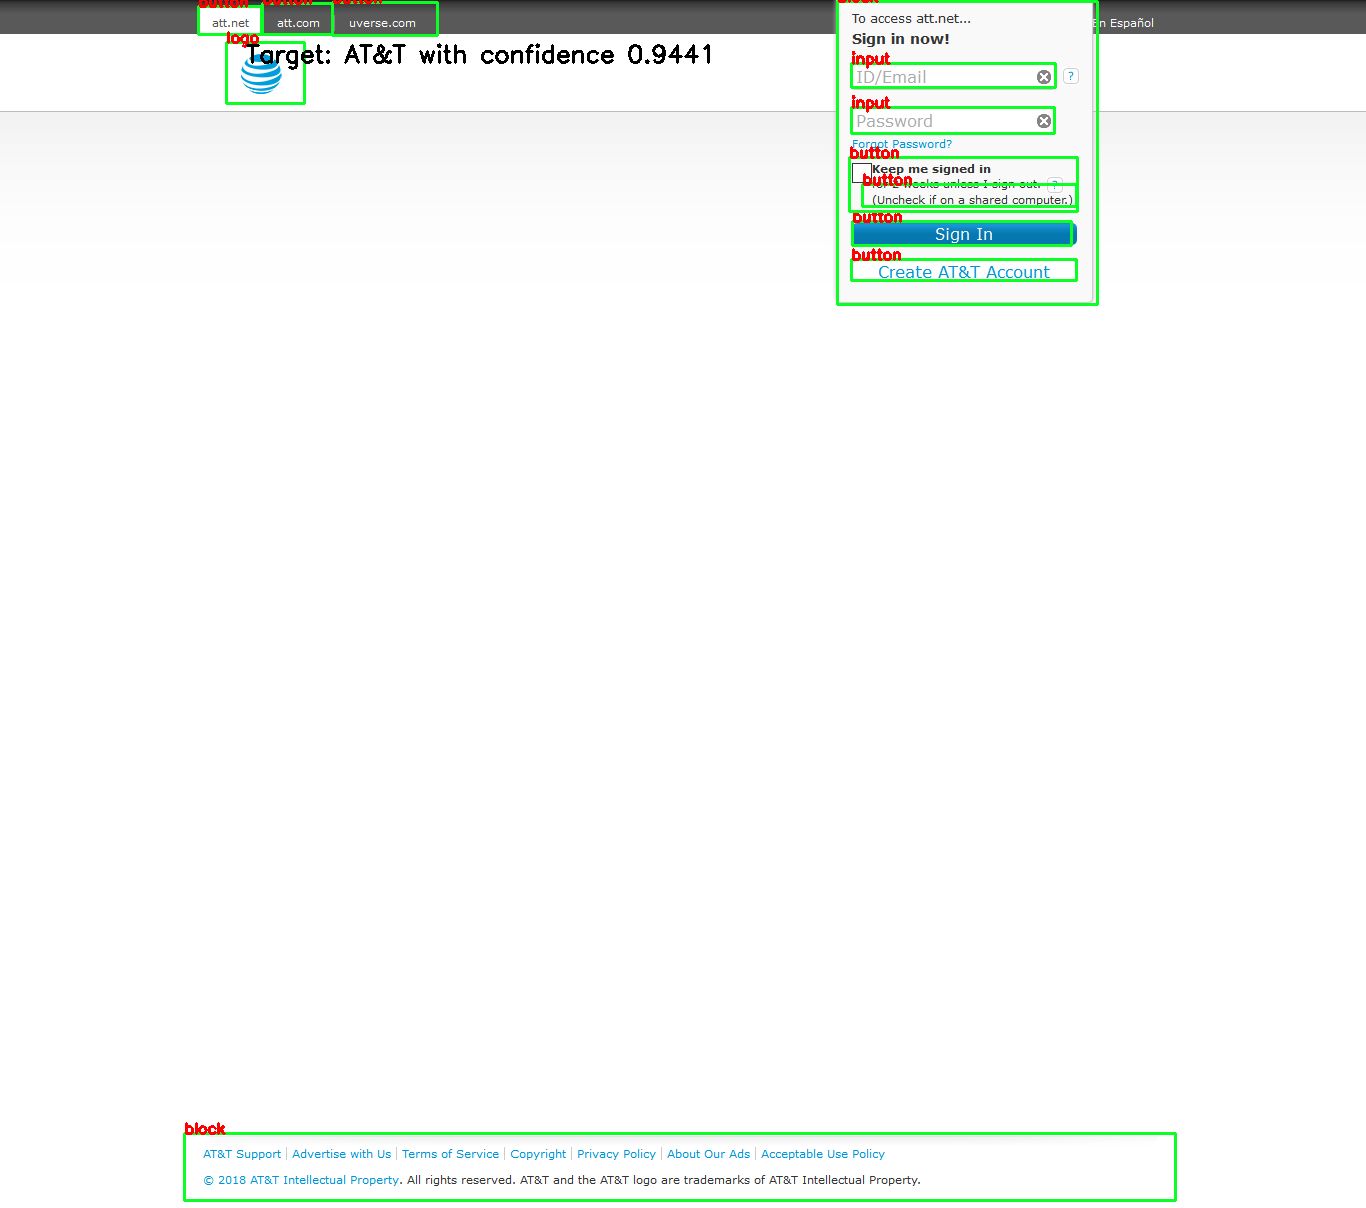 button
button
button
block
att.net
att.com
uverse.com
En Español
logo
Target: AT&T with confidence 0.9441
To access att.net...
Sign in now!
input
ID/Email
?
input
Password
Forgot Password?
button
Keep me signed in
button
for 2 weeks unless I sign out. ?
(Uncheck if on a shared computer.)
button
Sign In
button
Create AT&T Account
block
AT&T Support | Advertise with Us | Terms of Service | Copyright | Privacy Policy | About Our Ads | Acceptable Use Policy
© 2018 AT&T Intellectual Property. All rights reserved. AT&T and the AT&T logo are trademarks of AT&T Intellectual Property.